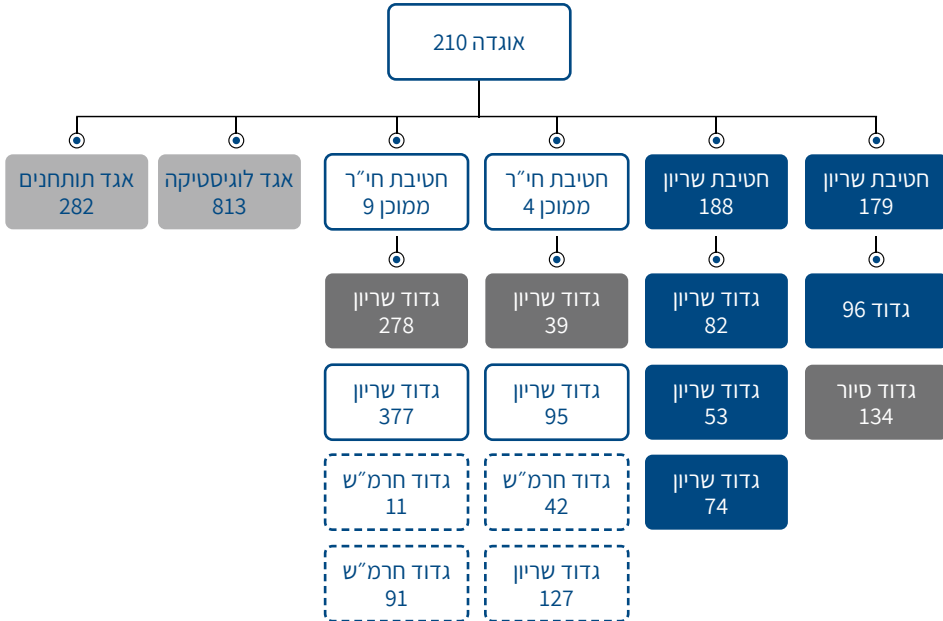 אוגדה 210
חטיבת שריון
179
חטיבת שריון
188
חטיבת חי״ר
ממוכן 4
חטיבת חי״ר
ממוכן 9
אגד לוגיסטיקה
813
אגד תותחנים
282
גדוד 96
גדוד שריון
82
גדוד שריון
39
גדוד שריון
278
גדוד סיור
134
גדוד שריון
53
גדוד שריון
95
גדוד שריון
377
גדוד שריון
74
גדוד חרמ״ש
42
גדוד חרמ״ש
11
גדוד שריון
127
גדוד חרמ״ש
91